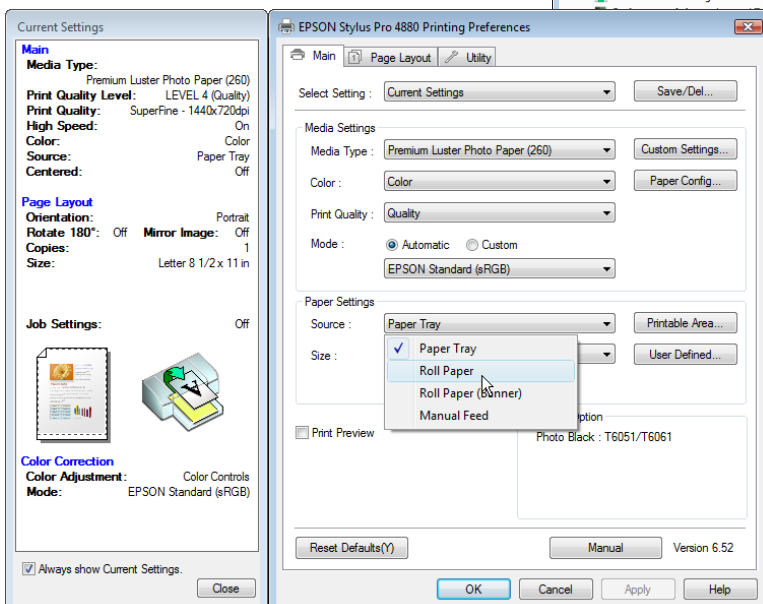 Current Settings
Main
Media Type:
Premium Luster Photo Paper (260)
Print Quality Level: LEVEL 4 (Quality)
Print Quality: SuperFine - 1440x720dpi
High Speed: On
Color: Color
Source: Paper Tray
Centered: Off
Page Layout
Orientation: Portrait
Rotate 180°: Off Mirror Image: Off
Copies: 1
Size: Letter 8 1/2 x 11 in
Job Settings: Off
A
Color Correction
Color Adjustment: Color Controls
Mode: EPSON Standard (sRGB)
Always show Current Settings.
Close
EPSON Stylus Pro 4880 Printing Preferences
Main Page Layout Utility
Select Setting : Current Settings Save/Del...
Media Settings
Media Type : Premium Luster Photo Paper (260) Custom Settings...
Color : Color Paper Config...
Print Quality : Quality
Mode : Automatic Custom
EPSON Standard (sRGB)
Paper Settings
Source : Paper Tray Printable Area...
Size : User Defined...
Paper Tray
Roll Paper
Roll Paper (Banner)
Manual Feed
Print Preview
Photo Black : T6051/T6061
Reset Defaults(Y) Manual Version 6.52
OK Cancel Apply Help